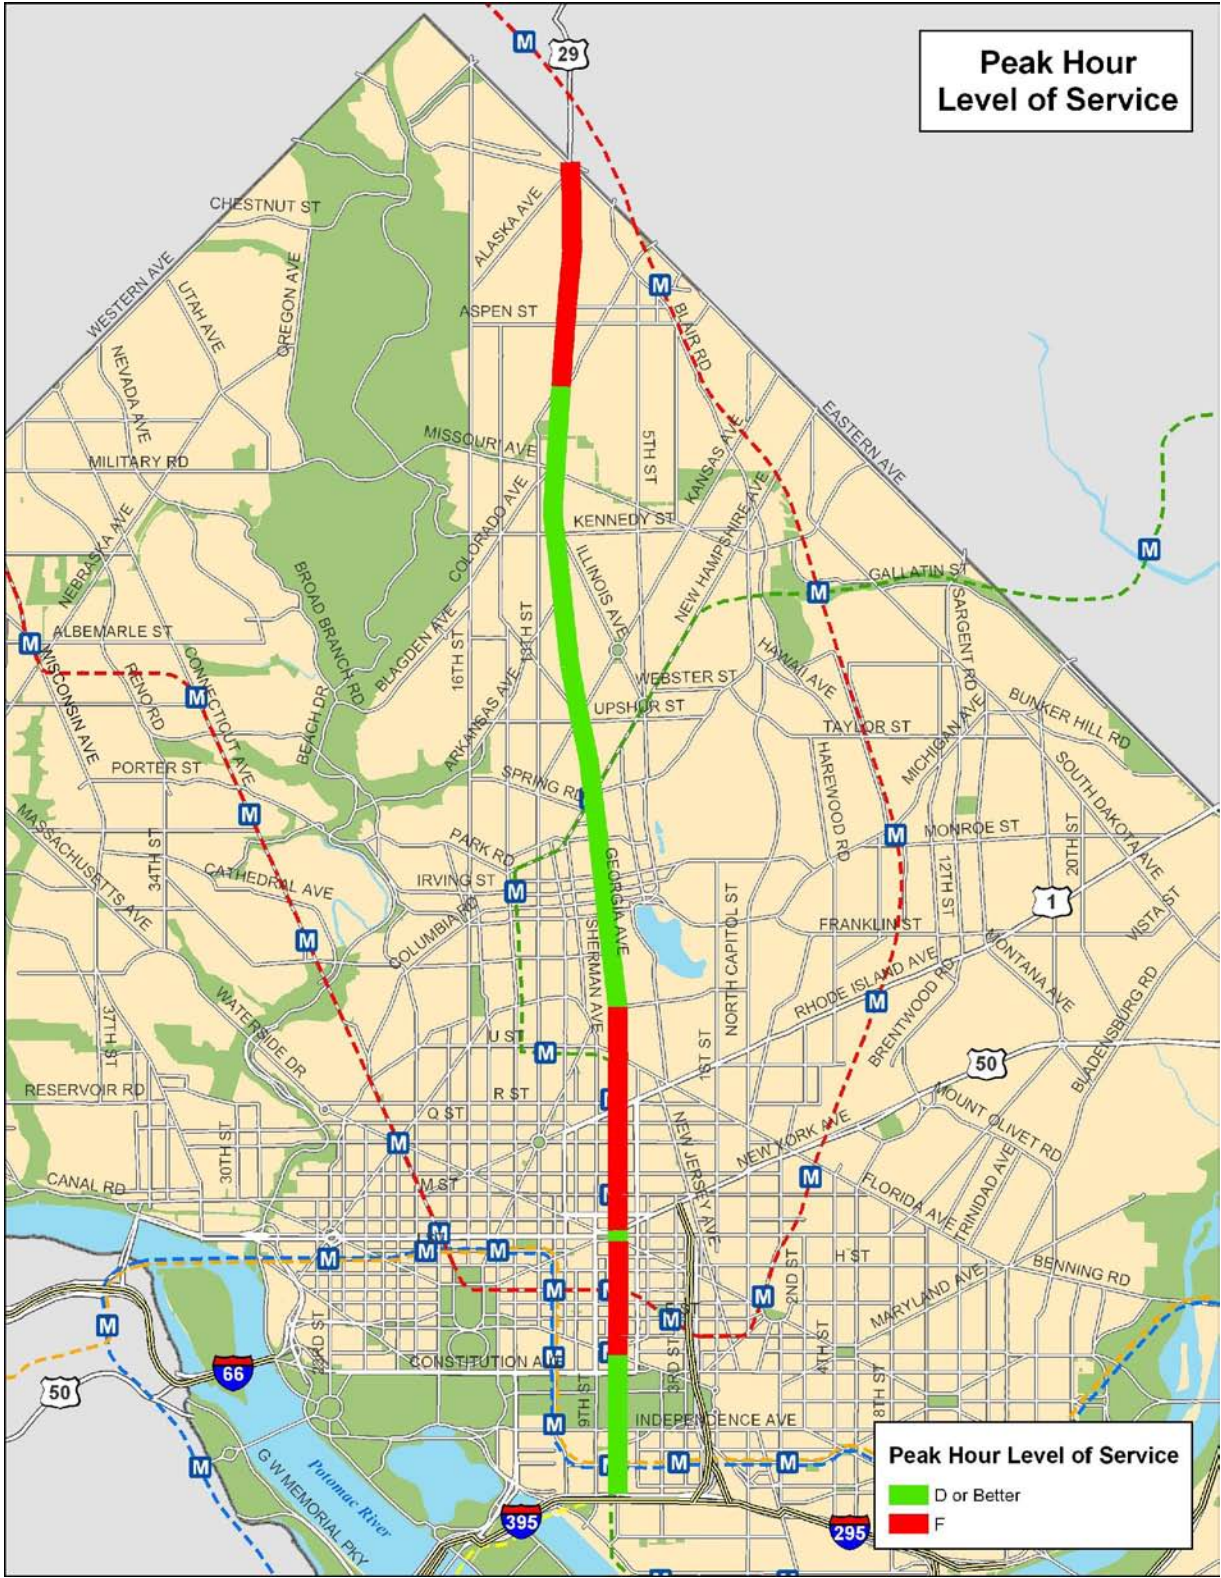 Peak Hour
Level of Service
M
29
CHESTNUT ST
ALASKA AVE
WESTERN AVE
UTAH AVE
OREGON AVE
M
ASPEN ST
BLAIR RD
NEVADA AVE
EASTERN AVE
MISSOURI AVE
5TH ST
KANSAS AVE
MILITARY RD
NEBRASKA AVE
COLORADO AVE
KENNEDY ST
NEW HAMPSHIRE AVE
M
ILLINOIS AVE
GALLATIN ST
M
BROAD BRANCH RD
SARGENT RD
ALBEMARLE ST
M
BLAGDEN AVE
16TH ST
13TH ST
HAWAII AVE
WISCONSIN AVE
RENO RD
CONNECTICUT AVE
M
WEBSTER ST
BEACH DR
ARKANSAS AVE
UPSHUR ST
TAYLOR ST
MICHIGAN AVE
BUNKER HILL RD
PORTER ST
SPRING RD
HAREWOOD RD
SOUTH DAKOTA AVE
M
MASSACHUSETTS AVE
34TH ST
PARK RD
M
MONROE ST
20TH ST
CATHEDRAL AVE
IRVING ST
M
GEORGIA AVE
12TH ST
1
COLUMBIA RD
SHERMAN AVE
NORTH CAPITOL ST
FRANKLIN ST
VISTA ST
M
MONTANA AVE
WATERSIDE DR
RHODE ISLAND AVE
M
BRENTWOOD RD
BLADENSBURG RD
37TH ST
U ST
M
1ST ST
50
RESERVOIR RD
R ST
M
Q ST
NEW JERSEY AVE
NEW YORK AVE
MOUNT OLIVET RD
30TH ST
M
TRINIDAD AVE
CANAL RD
M ST
M
M
FLORIDA AVE
M
M
M
M
2ND ST
H ST
BENNING RD
MARYLAND AVE
M
M
M
M
M
23RD ST
3RD ST
4TH ST
66
CONSTITUTION AVE
M
M
50
9TH ST
8TH ST
M
INDEPENDENCE AVE
M
M
M
M
G W MEMORIAL PKY
Potomac River
395
295
M
M
Peak Hour Level of Service
D or Better
F